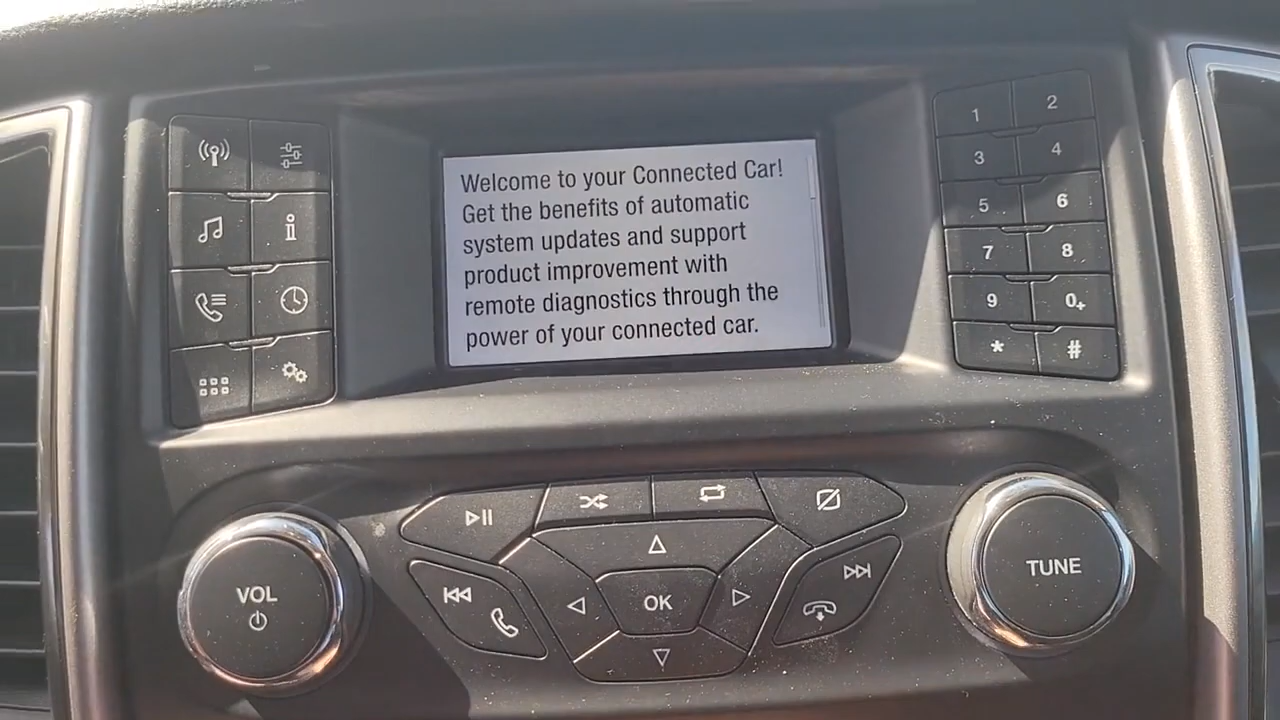 Welcome to your Connected Car!
Get the benefits of automatic
system updates and support
product improvement with
remote diagnostics through the
power of your connected car.
1 2
3 4
5 6
7 8
9 0+
* #
VOL
OK
TUNE